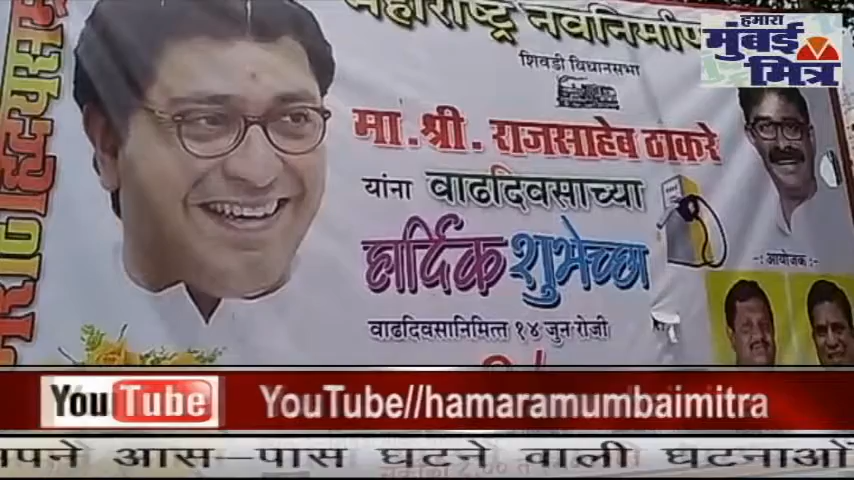 महाराष्ट्र नवनिर्माण
हमारा
मुंबई
मित्र
शिवडी विधानसभा
मा. श्री. राजसाहेब ठाकरे
यांना वाढदिवसाच्या
हार्दिक शुभेच्छा
-: आयोजक :-
वाढदिवसानिमित्त १४ जुन रोजी
YouTube
YouTube//hamaramumbaimitra
अपने आस-पास घटने वाली घटनाओं